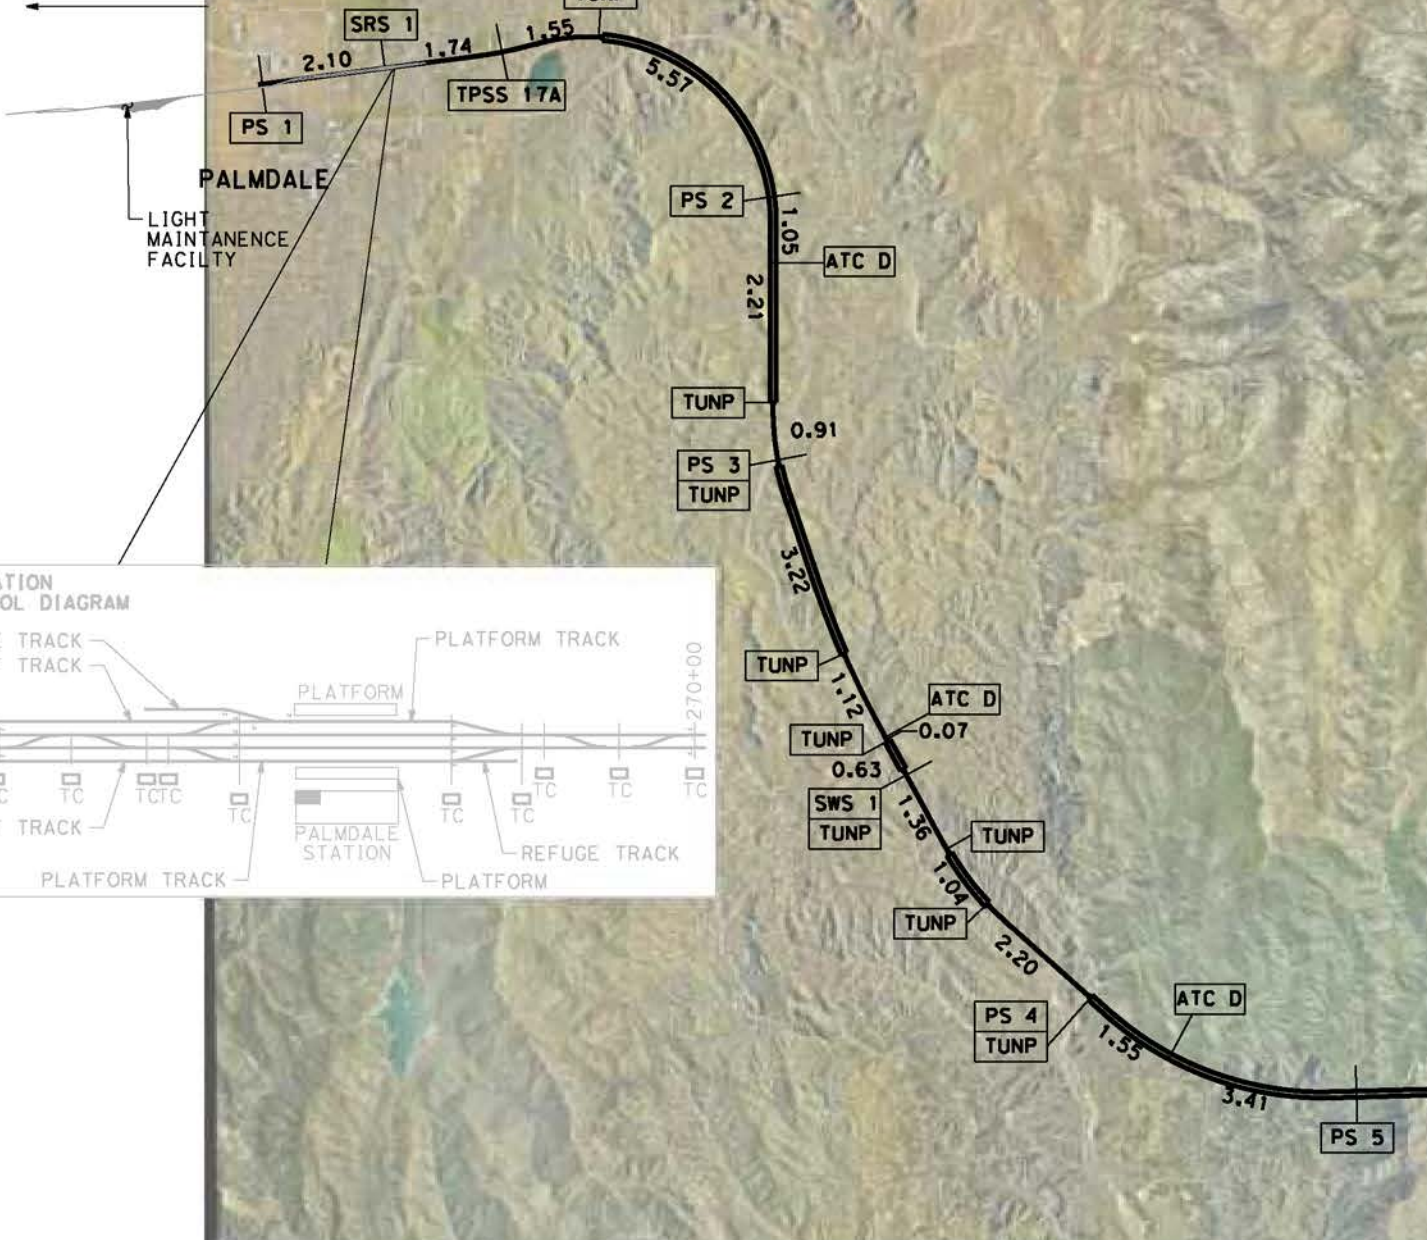 SRS 1
2.10
1.74
1.55
5.57
TPSS 17A
PS 1
PALMDALE
LIGHT
MAINTANENCE
FACILTY
PS 2
1.05
ATC D
2.21
TUNP
0.91
PS 3
TUNP
3.22
TUNP
1.12
ATC D
TUNP
0.07
0.63
SWS 1
TUNP
1.36
TUNP
1.04
TUNP
2.20
PS 4
TUNP
ATC D
1.55
3.41
PS 5
OL DIAGRAM
TRACK
TRACK
PLATFORM TRACK
270+00
PLATFORM
TC
TC
TC
TC
TC
TC
TC
TC
TC
TRACK
PALMDALE
STATION
REFUGE TRACK
PLATFORM TRACK
PLATFORM